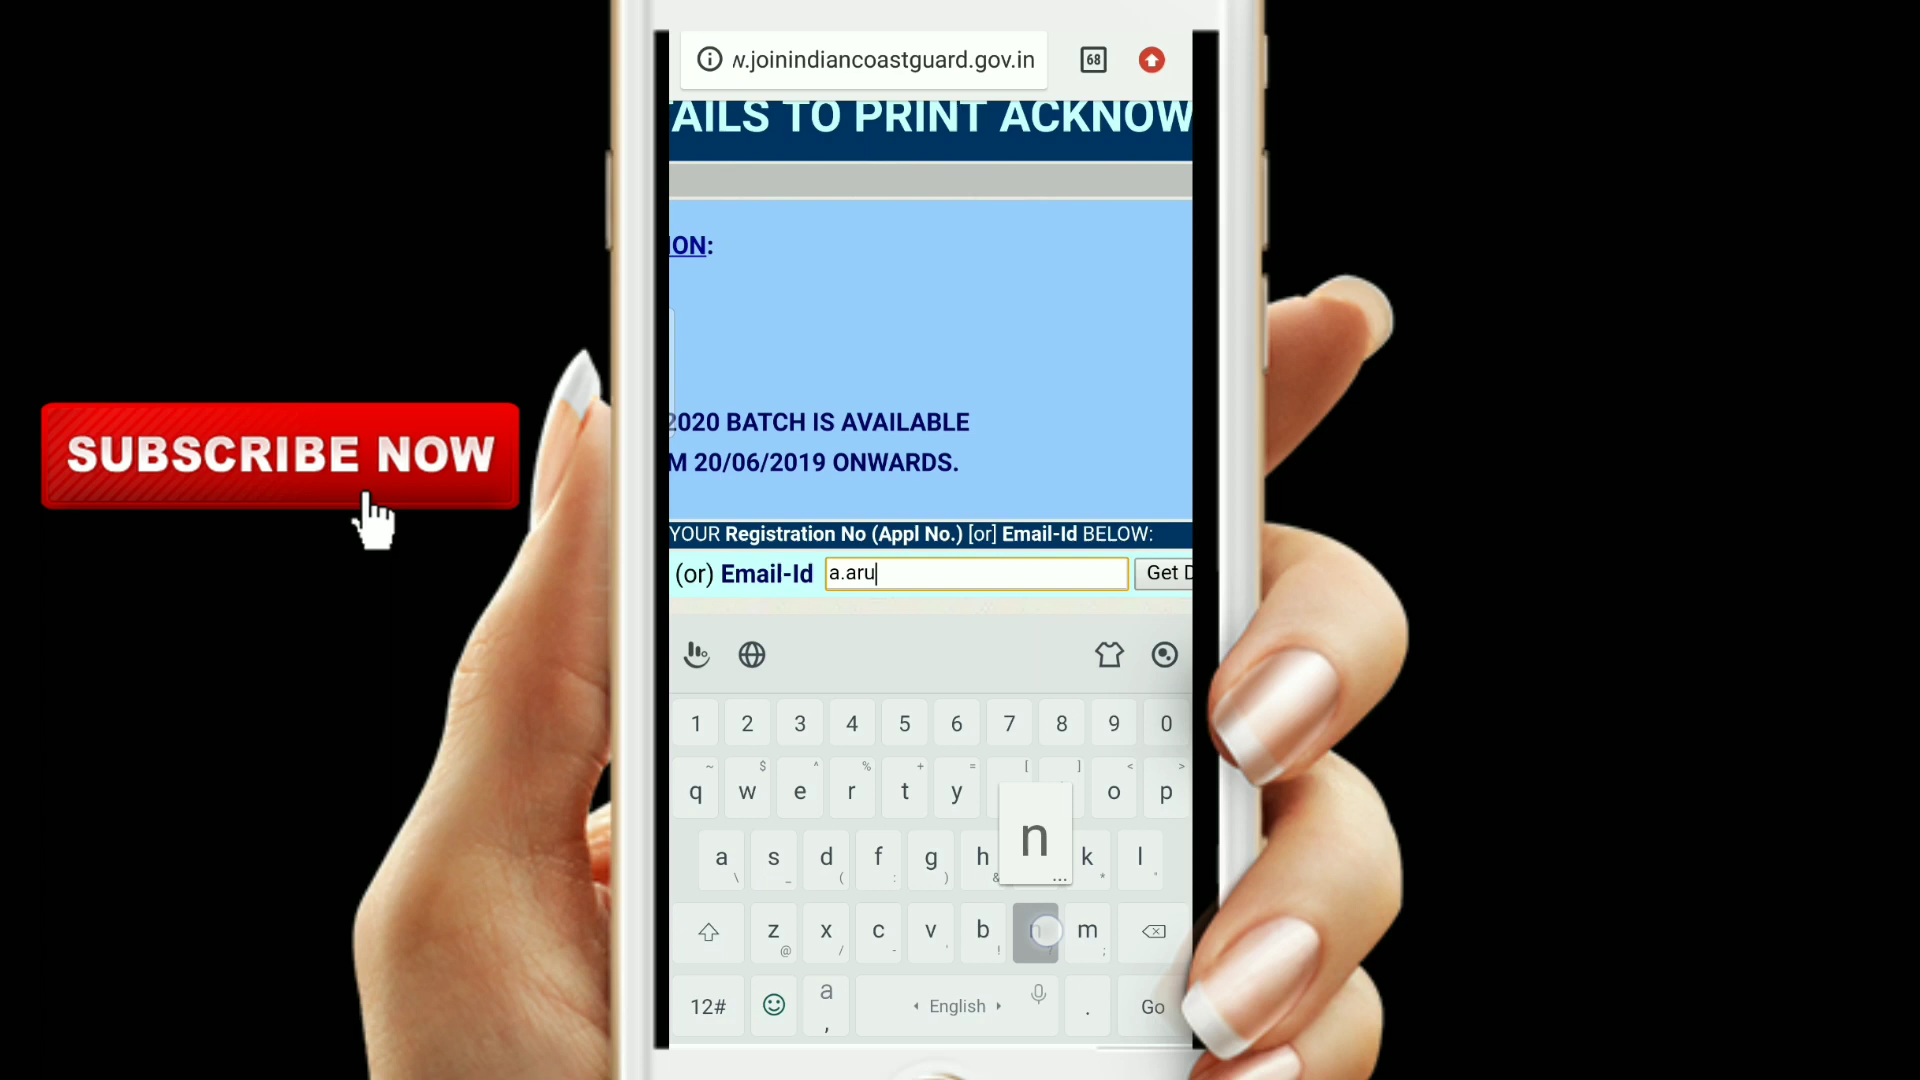 w.joinindiancoastguard.gov.in 68
AILS TO PRINT ACKNOW
ION:
2020 BATCH IS AVAILABLE
M 20/06/2019 ONWARDS.
YOUR Registration No (Appl No.) [or] Email-Id BELOW:
(or) Email-Id a.aru Get D
SUBSCRIBE NOW
1 2 3 4 5 6 7 8 9 0
~ $ ^ % + = [ ] < >
q w e r t y o p
n
a s d f g h k l
\ _ ( : ) & *
z x c v b n m
@ / - ' ! ;
12# a , English . Go